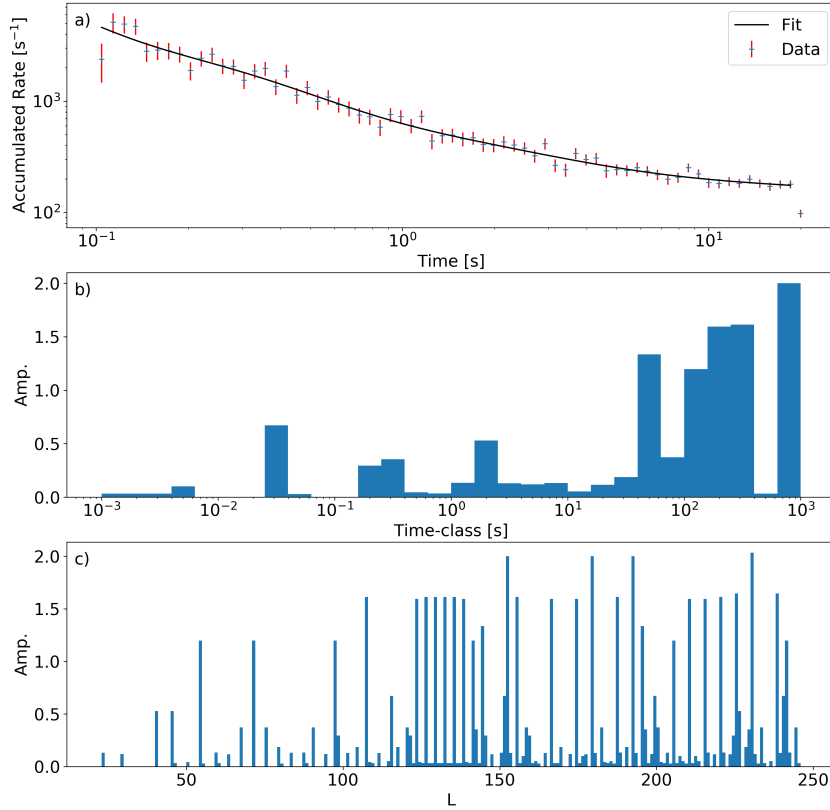 a)
Fit
Data
Accumulated Rate [s⁻¹]
10³
10²
10⁻¹ 10⁰ 10¹
Time [s]
b)
Amp.
2.0
1.5
1.0
0.5
0.0
10⁻³ 10⁻² 10⁻¹ 10⁰ 10¹ 10² 10³
Time-class [s]
c)
Amp.
2.0
1.5
1.0
0.5
0.0
50 100 150 200 250
L